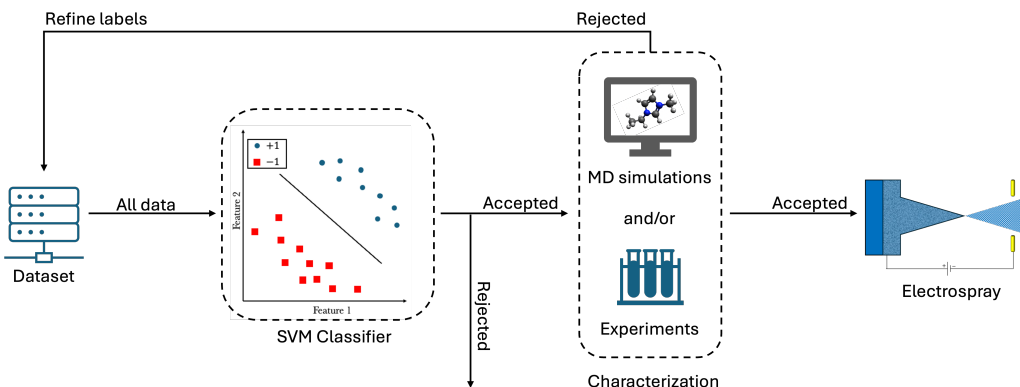 Refine labels
Rejected
All data
Dataset
+1
−1
Feature 2
Feature 1
SVM Classifier
Accepted
Rejected
MD simulations
and/or
Experiments
Characterization
Accepted
+
−
Electrospray